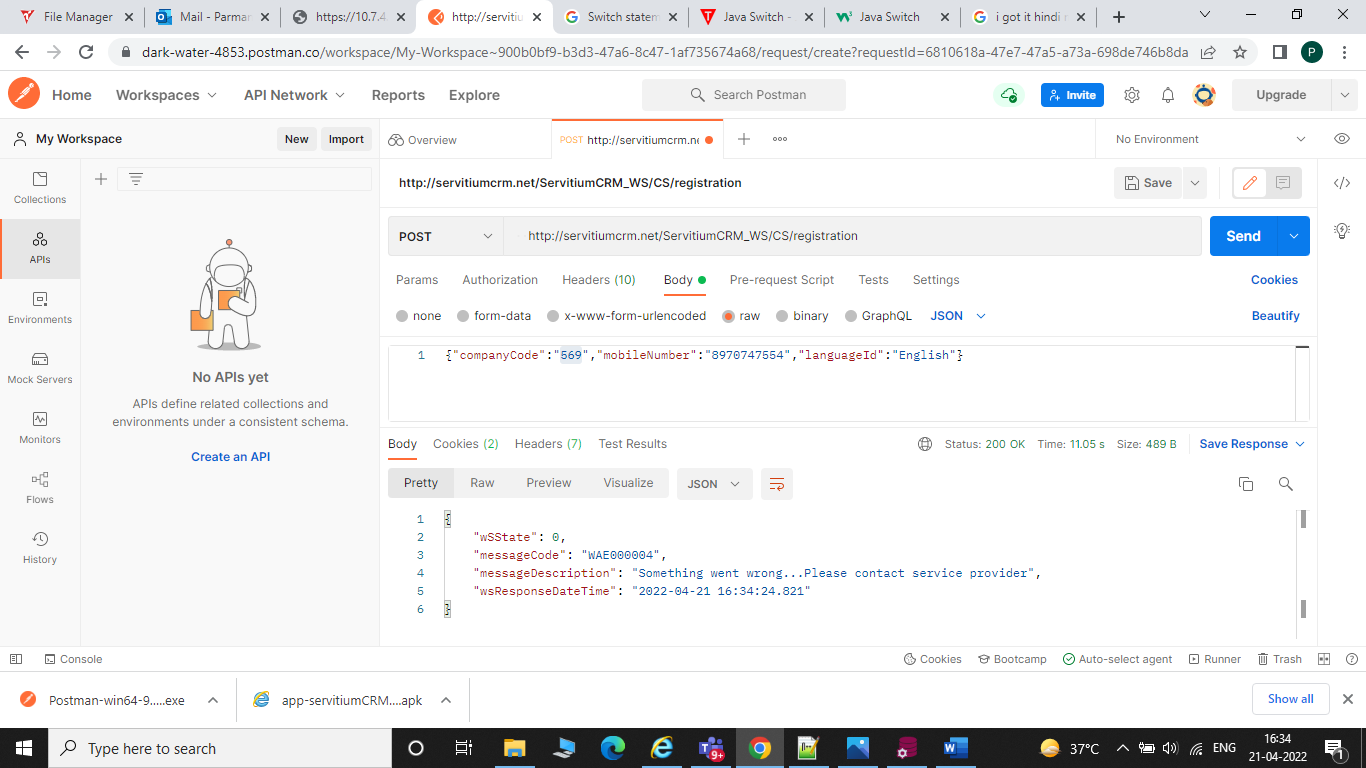 File Manager
Mail - Parman
https://10.7.4
http://servitiu
Switch statem
Java Switch -
Java Switch
i got it hindi
dark-water-4853.postman.co/workspace/My-Workspace~900b0bf9-b3d3-47a6-8c47-1af735674a68/request/create?requestId=6810618a-47e7-47a5-a73a-698de746b8da
P
Home
Workspaces
API Network
Reports
Explore
Search Postman
Invite
Upgrade
My Workspace
New
Import
Overview
POST http://servitiumcrm.ne
No Environment
Collections
APIs
Environments
Mock Servers
Monitors
Flows
History
No APIs yet
APIs define related collections and
environments under a consistent schema.
Create an API
http://servitiumcrm.net/ServitiumCRM_WS/CS/registration
Save
POST
http://servitiumcrm.net/ServitiumCRM_WS/CS/registration
Send
Params
Authorization
Headers (10)
Body
Pre-request Script
Tests
Settings
Cookies
none
form-data
x-www-form-urlencoded
raw
binary
GraphQL
JSON
Beautify
1 {"companyCode":"569","mobileNumber":"8970747554","languageId":"English"}
Body
Cookies (2)
Headers (7)
Test Results
Status: 200 OK
Time: 11.05 s
Size: 489 B
Save Response
Pretty
Raw
Preview
Visualize
JSON
1 {
2 "wSState": 0,
3 "messageCode": "WAE000004",
4 "messageDescription": "Something went wrong...Please contact service provider",
5 "wsResponseDateTime": "2022-04-21 16:34:24.821"
6 }
Console
Cookies
Bootcamp
Auto-select agent
Runner
Trash
Postman-win64-9.....exe
app-servitiumCRM....apk
Show all
Type here to search
9+
37°C
ENG
16:34
21-04-2022
1